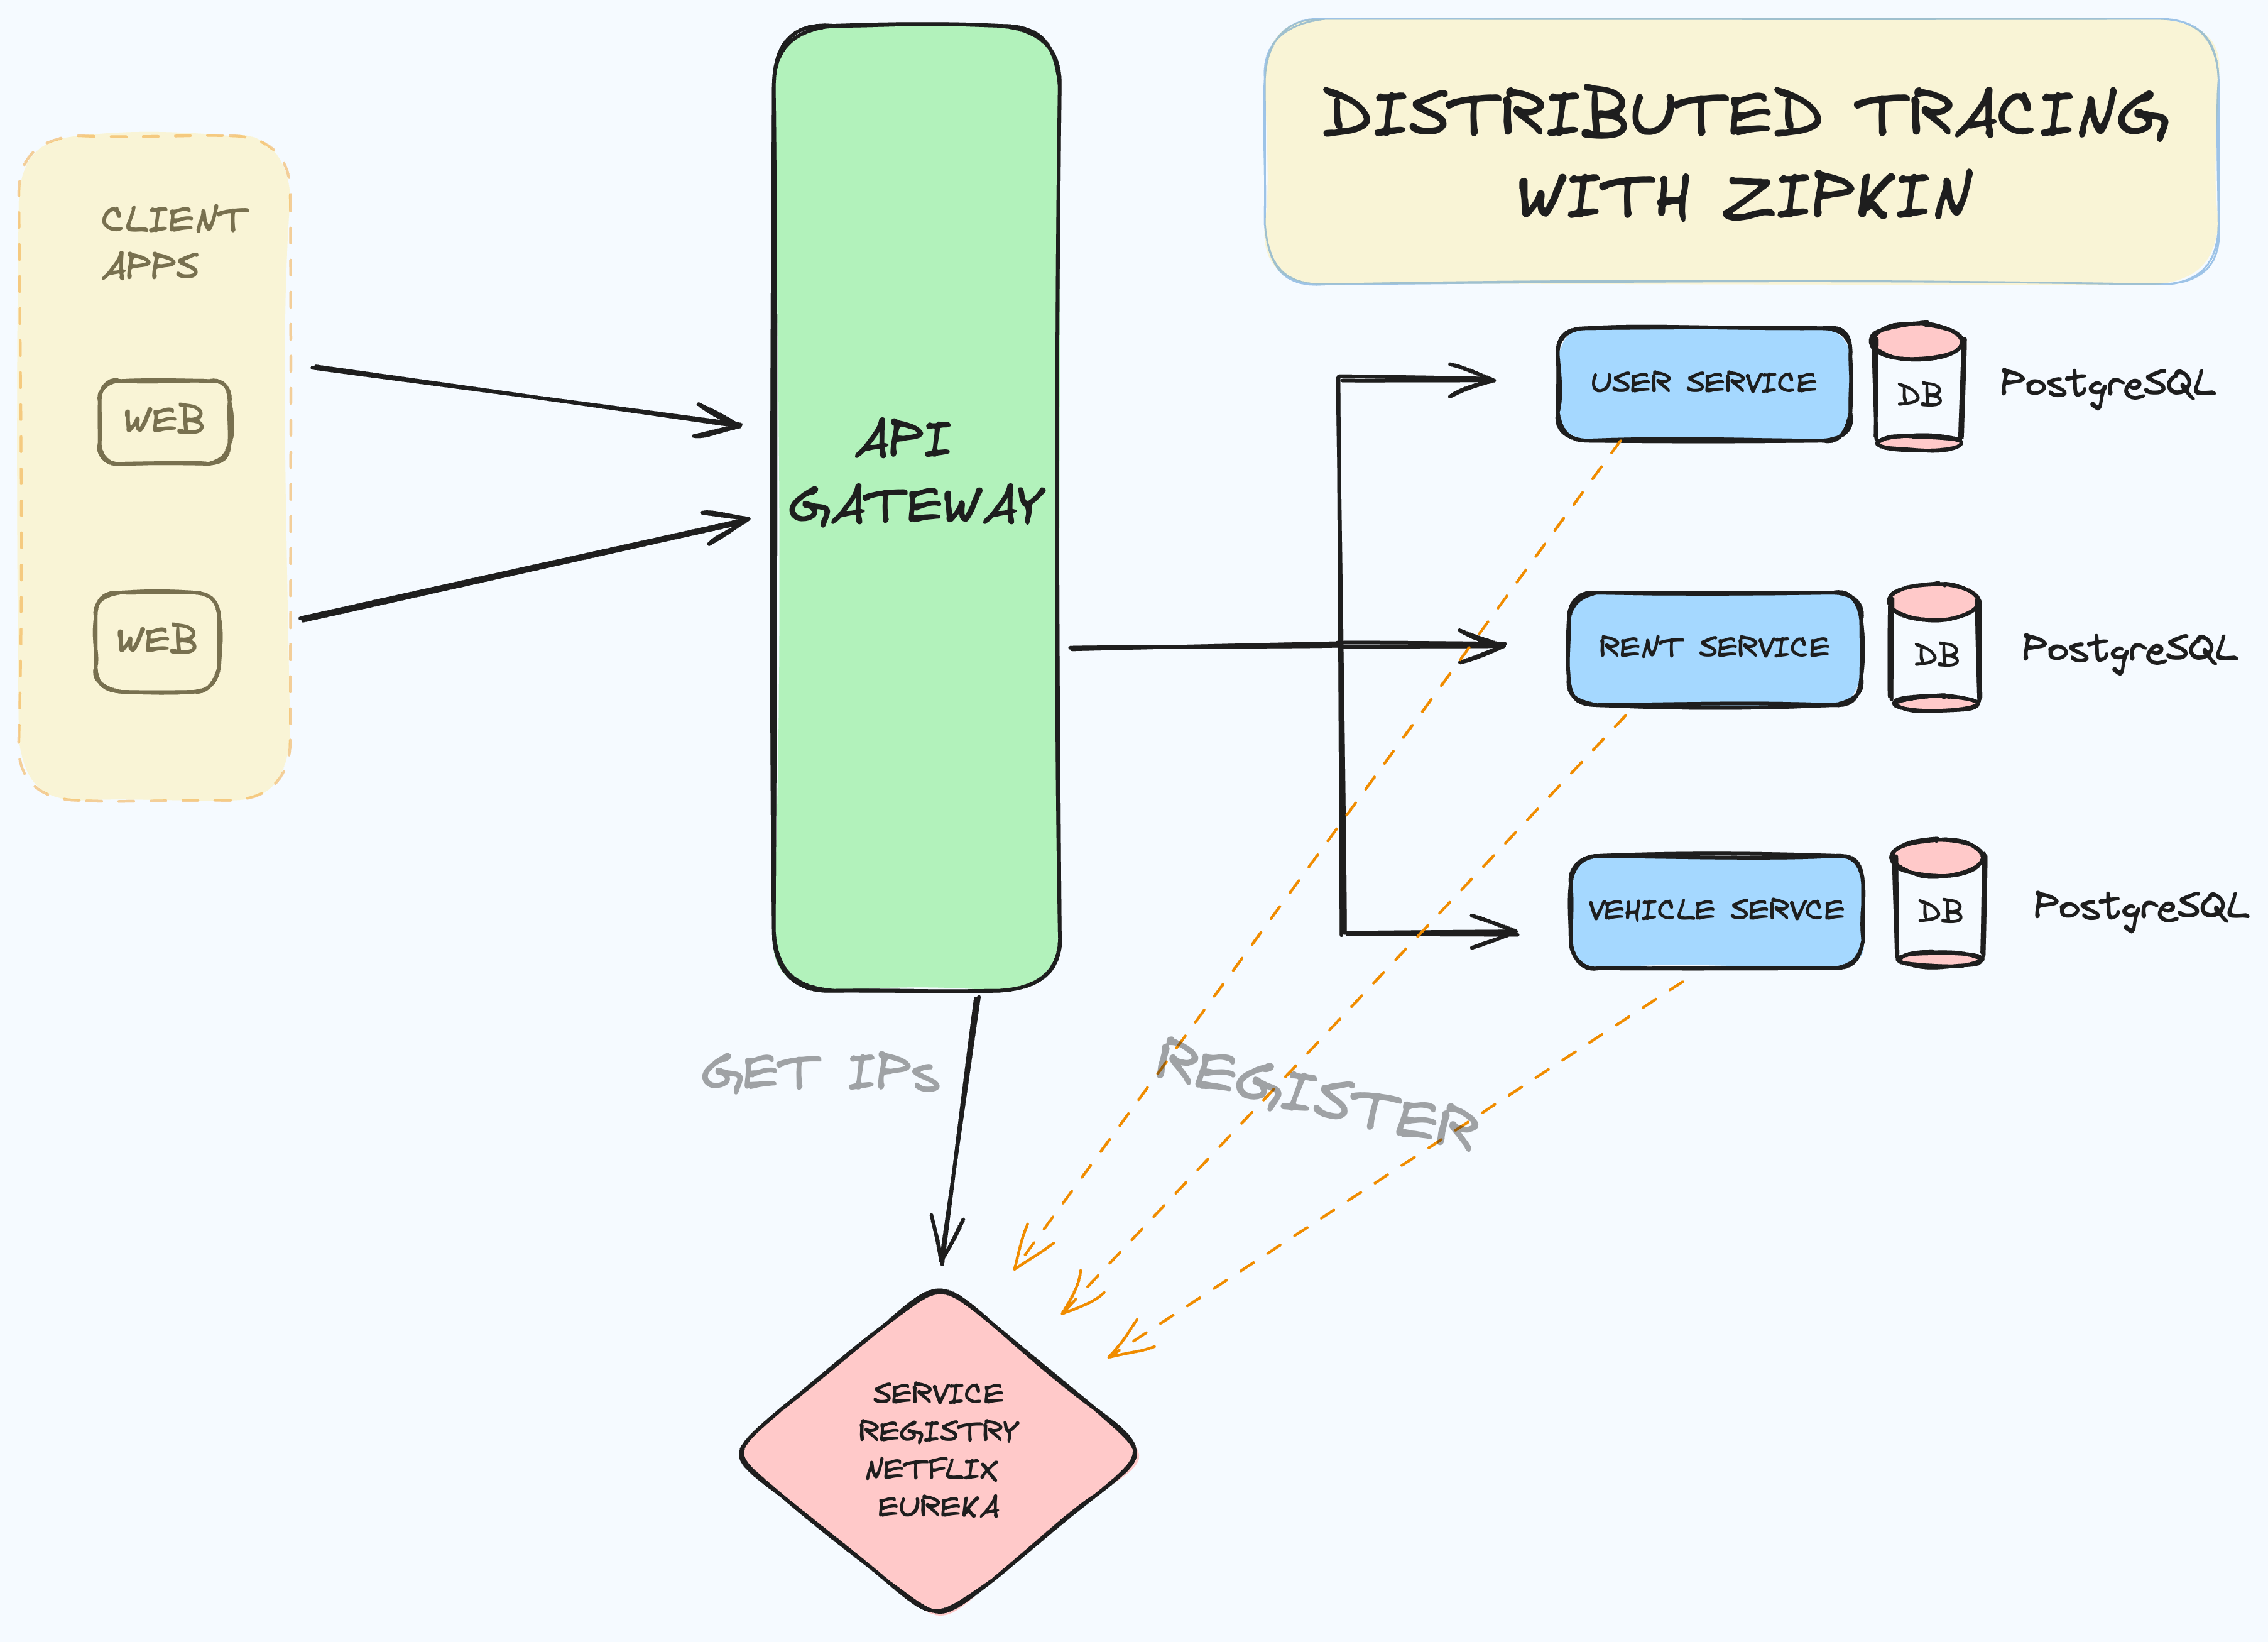 DISTRIBUTED TRACING
WITH ZIPKIN
CLIENT
APPS
WEB
WEB
API
GATEWAY
USER SERVICE
DB
PostgreSQL
RENT SERVICE
DB
PostgreSQL
VEHICLE SERVCE
DB
PostgreSQL
GET IPs
REGISTER
SERVICE
REGISTRY
NETFLIX
EUREKA